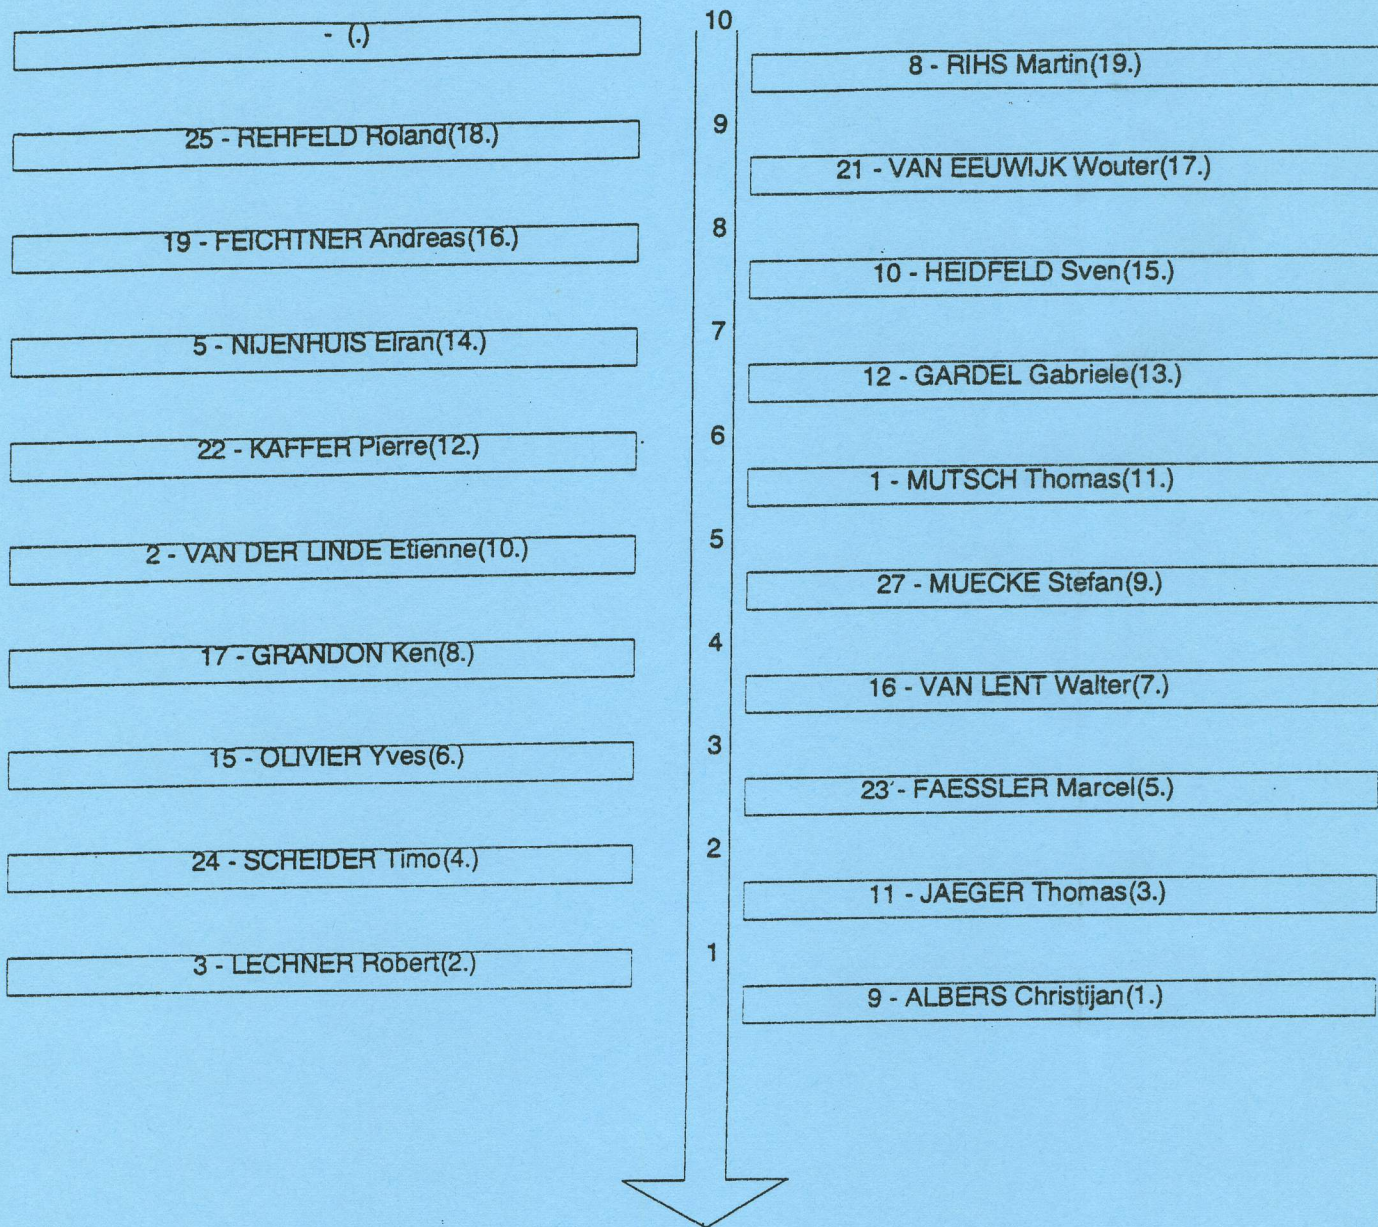 10
- (.)
8 - RIHS Martin(19.)
9
25 - REHFELD Roland(18.)
21 - VAN EEUWIJK Wouter(17.)
8
19 - FEICHTNER Andreas(16.)
10 - HEIDFELD Sven(15.)
7
5 - NIJENHUIS Elran(14.)
12 - GARDEL Gabriele(13.)
6
22 - KAFFER Pierre(12.)
1 - MUTSCH Thomas(11.)
5
2 - VAN DER LINDE Etienne(10.)
27 - MUECKE Stefan(9.)
4
17 - GRANDON Ken(8.)
16 - VAN LENT Walter(7.)
3
15 - OLIVIER Yves(6.)
23 - FAESSLER Marcel(5.)
2
24 - SCHEIDER Timo(4.)
11 - JAEGER Thomas(3.)
1
3 - LECHNER Robert(2.)
9 - ALBERS Christijan(1.)